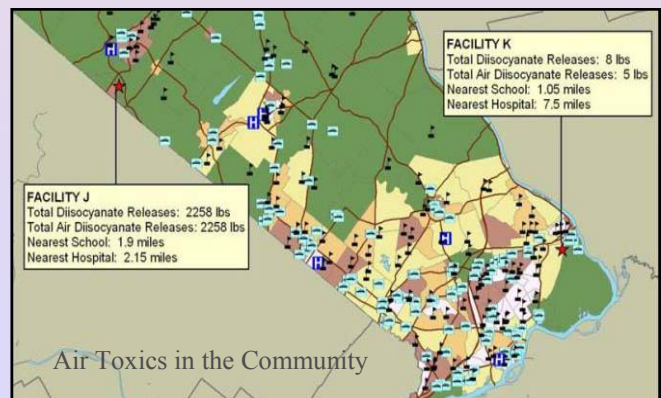 FACILITY K
Total Diisocyanate Releases: 8 lbs
Total Air Diisocyanate Releases: 5 lbs
Nearest School: 1.05 miles
Nearest Hospital: 7.5 miles
FACILITY J
Total Diisocyanate Releases: 2258 lbs
Total Air Diisocyanate Releases: 2258 lbs
Nearest School: 1.9 miles
Nearest Hospital: 2.15 miles
H
H
H
H
H
Air Toxics in the Community